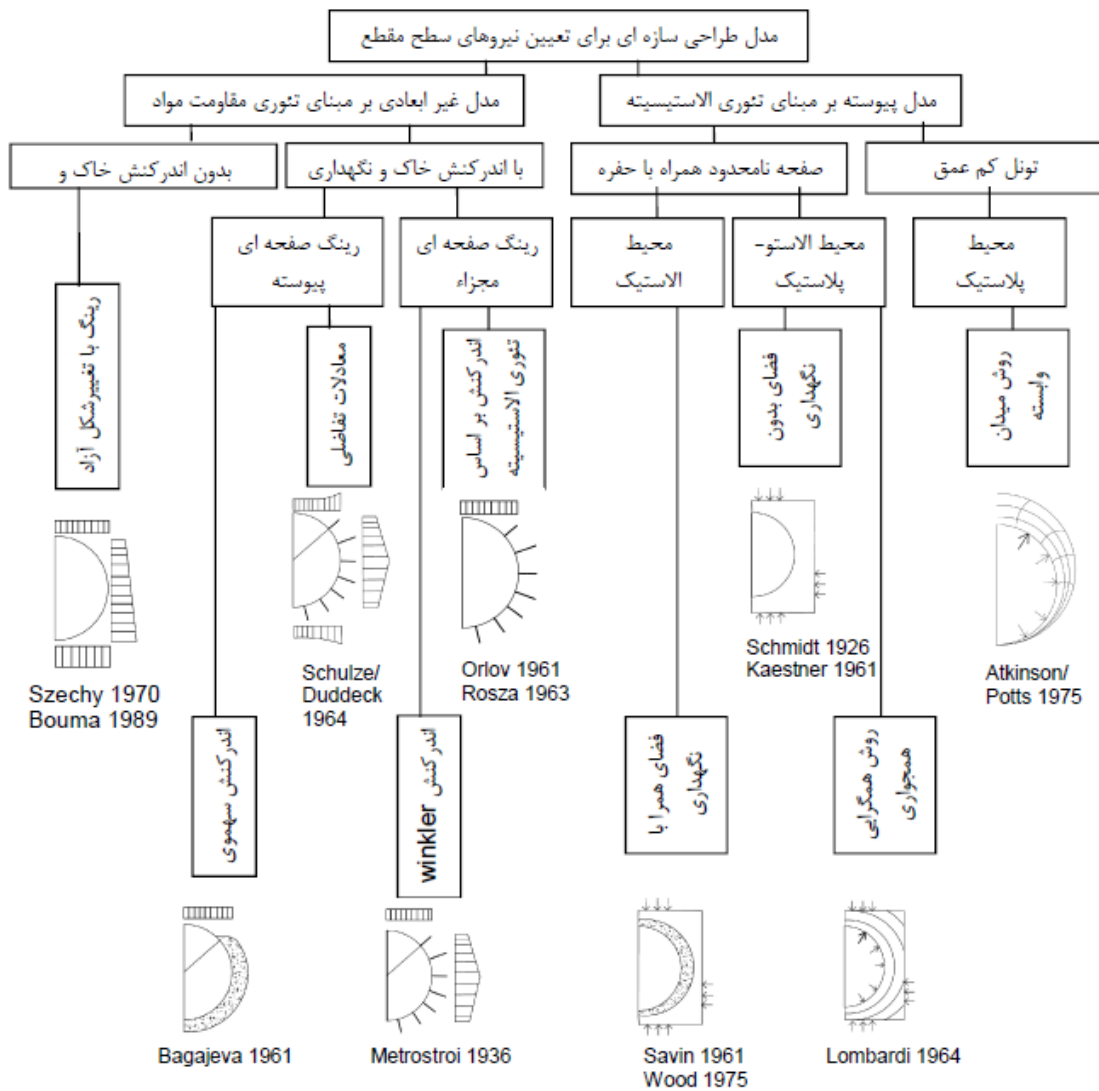 مدل طراحی سازه ای برای تعیین نیروهای سطح مقطع
مدل پیوسته بر مبنای تئوری الاستیسیته
مدل غیر ابعادی بر مبنای تئوری مقاومت مواد
تونل کم عمق
صفحه نامحدود همراه با حفره
با اندرکنش خاک و نگهداری
بدون اندرکنش خاک و
محیط
پلاستیک
محیط الاستو-
پلاستیک
محیط
الاستیک
رینگ صفحه ای
مجزاء
رینگ صفحه ای
پیوسته
روش میدان
وابسته
فضای بدون
نگهداری
اندرکنش بر اساس
تئوری الاستیسیته
معادلات تفاضلی
رینگ با تغییرشکل آزاد
Atkinson/
Potts 1975
Schmidt 1926
Kaestner 1961
Orlov 1961
Rosza 1963
Schulze/
Duddeck
1964
Szechy 1970
Bouma 1989
روش همگرایی
همجواری
فضای همرا با
نگهداری
اندرکنش winkler
اندرکنش سهموی
Lombardi 1964
Savin 1961
Wood 1975
Metrostroi 1936
Bagajeva 1961